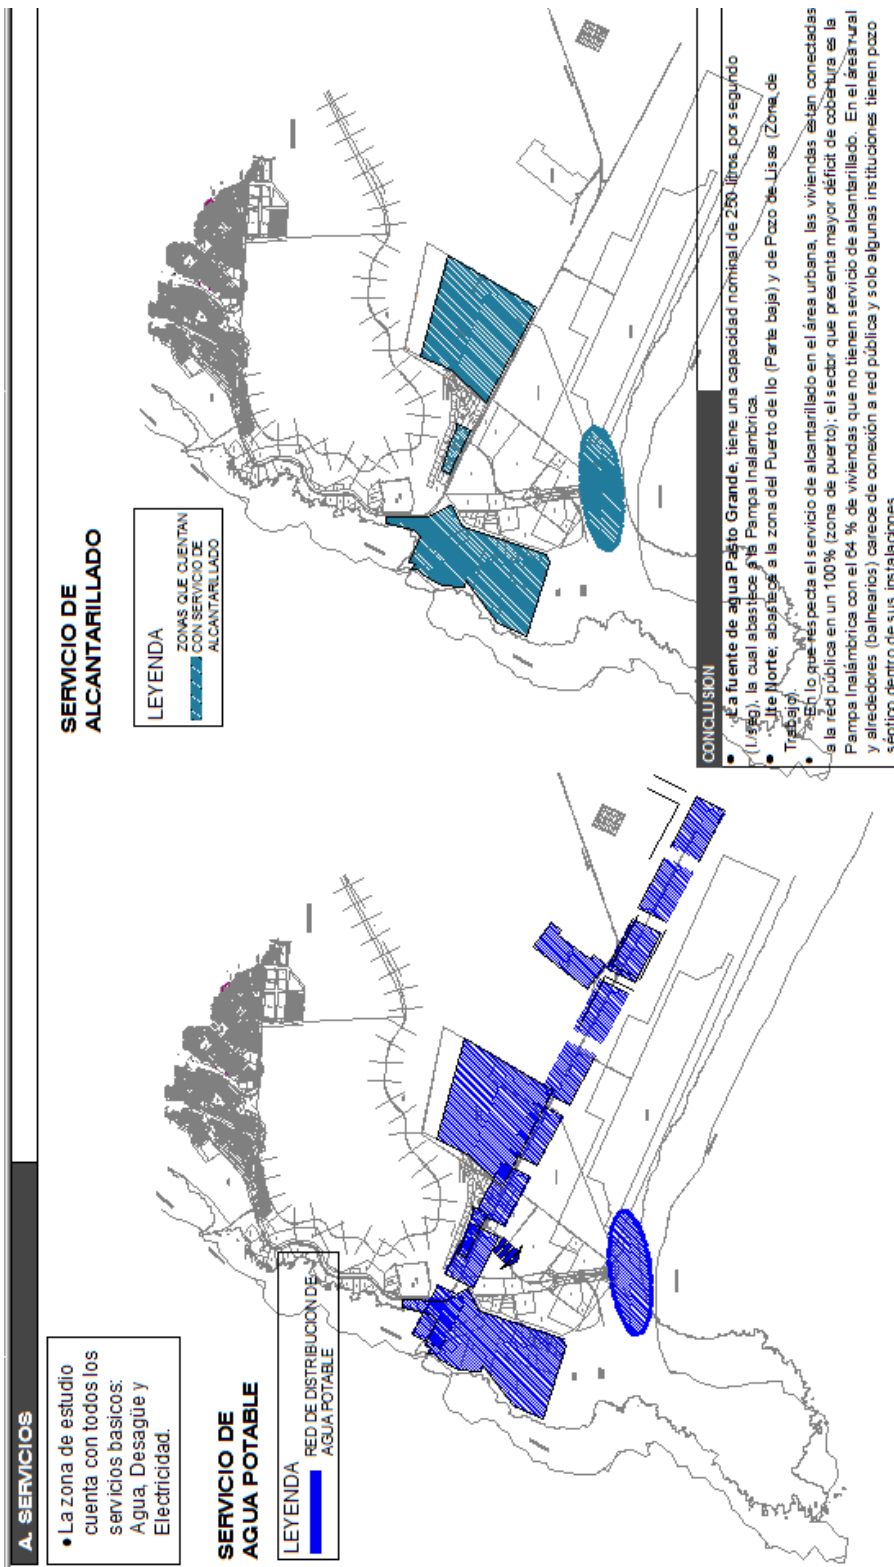 A. SERVICIOS
• La zona de estudio
cuenta con todos los
servicios basicos:
Agua, Desagüe y
Electricidad.
SERVICIO DE
AGUA POTABLE
LEYENDA
RED DE DISTRIBUCION DE
AGUA POTABLE
SERVICIO DE
ALCANTARILLADO
LEYENDA
ZONAS QUE CUENTAN
CON SERVICIO DE
ALCANTARILLADO
CONCLUSION
• La fuente de agua Pasto Grande, tiene una capacidad nominal de 250 litros por segundo
(L/seg), la cual abastece a la Pampa Inalambrica.
• Ite Norte; abastece a la zona del Puerto de Ilo (Parte baja) y de Pozo de Lisas (Zona de
Trabajo).
• En lo que respecta el servicio de alcantarillado en el área urbana, las viviendas estan conectadas
a la red pública en un 100% (zona de puerto); el sector que presenta mayor déficit de cobertura es la
Pampa Inalámbrica con el 64 % de viviendas que no tienen servicio de alcantarillado. En el área rural
y alrededores (balnearios) carece de conexión a red pública y solo algunas instituciones tienen pozo
séptico dentro de sus instalaciones